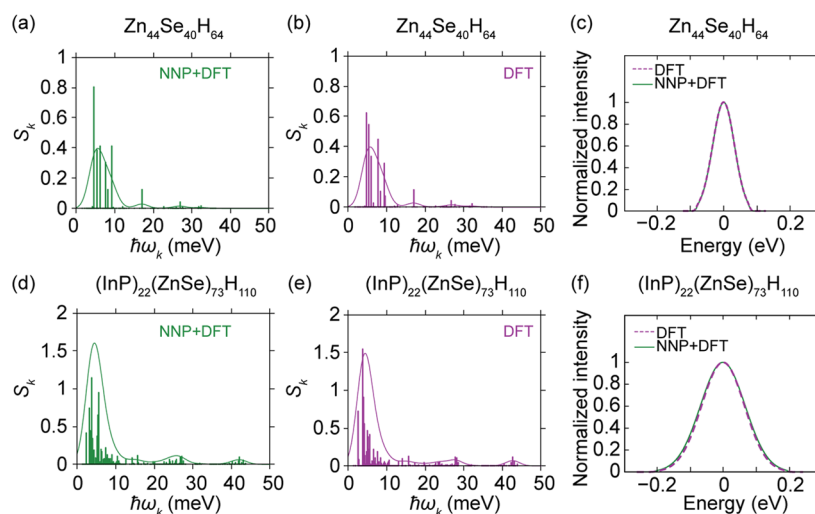 (a) Zn44Se40H64
NNP+DFT
1
0.8
0.6
0.4
0.2
0
Sk
0 10 20 30 40 50
ħωk (meV)
(b) Zn44Se40H64
DFT
1
0.8
0.6
0.4
0.2
0
Sk
0 10 20 30 40 50
ħωk (meV)
(c) Zn44Se40H64
DFT
NNP+DFT
1
0.8
0.6
0.4
0.2
0
Normalized intensity
−0.2 0 0.2
Energy (eV)
(d) (InP)22(ZnSe)73H110
NNP+DFT
2
1.5
1
0.5
0
Sk
0 10 20 30 40 50
ħωk (meV)
(e) (InP)22(ZnSe)73H110
DFT
2
1.5
1
0.5
0
Sk
0 10 20 30 40 50
ħωk (meV)
(f) (InP)22(ZnSe)73H110
DFT
NNP+DFT
1
0.8
0.6
0.4
0.2
0
Normalized intensity
−0.2 0 0.2
Energy (eV)